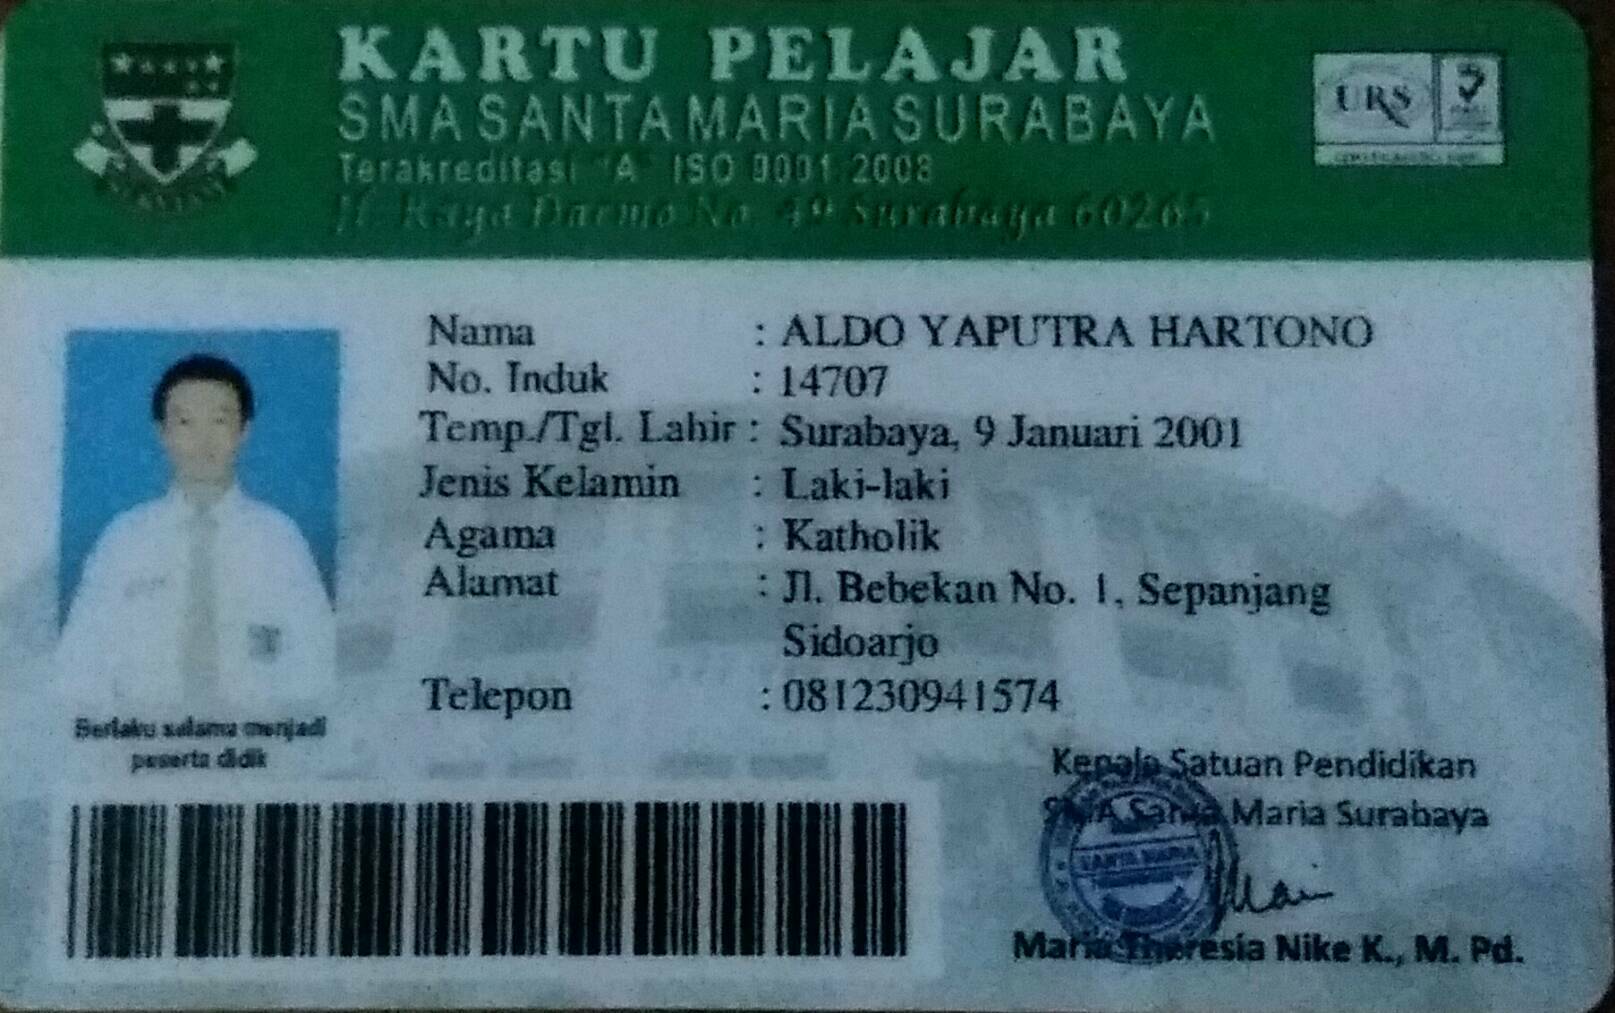 KARTU PELAJAR
SMA SANTA MARIA SURABAYA
Terakreditasi "A" ISO 9001 2008
Jl. Raya Darmo No. 49 Surabaya 60265
URS
Nama : ALDO YAPUTRA HARTONO
No. Induk : 14707
Temp./Tgl. Lahir : Surabaya, 9 Januari 2001
Jenis Kelamin : Laki-laki
Agama : Katholik
Alamat : Jl. Bebekan No. 1, Sepanjang
Sidoarjo
Telepon : 081230941574
Berlaku selama menjadi
peserta didik
Kepala Satuan Pendidikan
SMA Santa Maria Surabaya
SANTA MARIA
Maria Theresia Nike K., M. Pd.